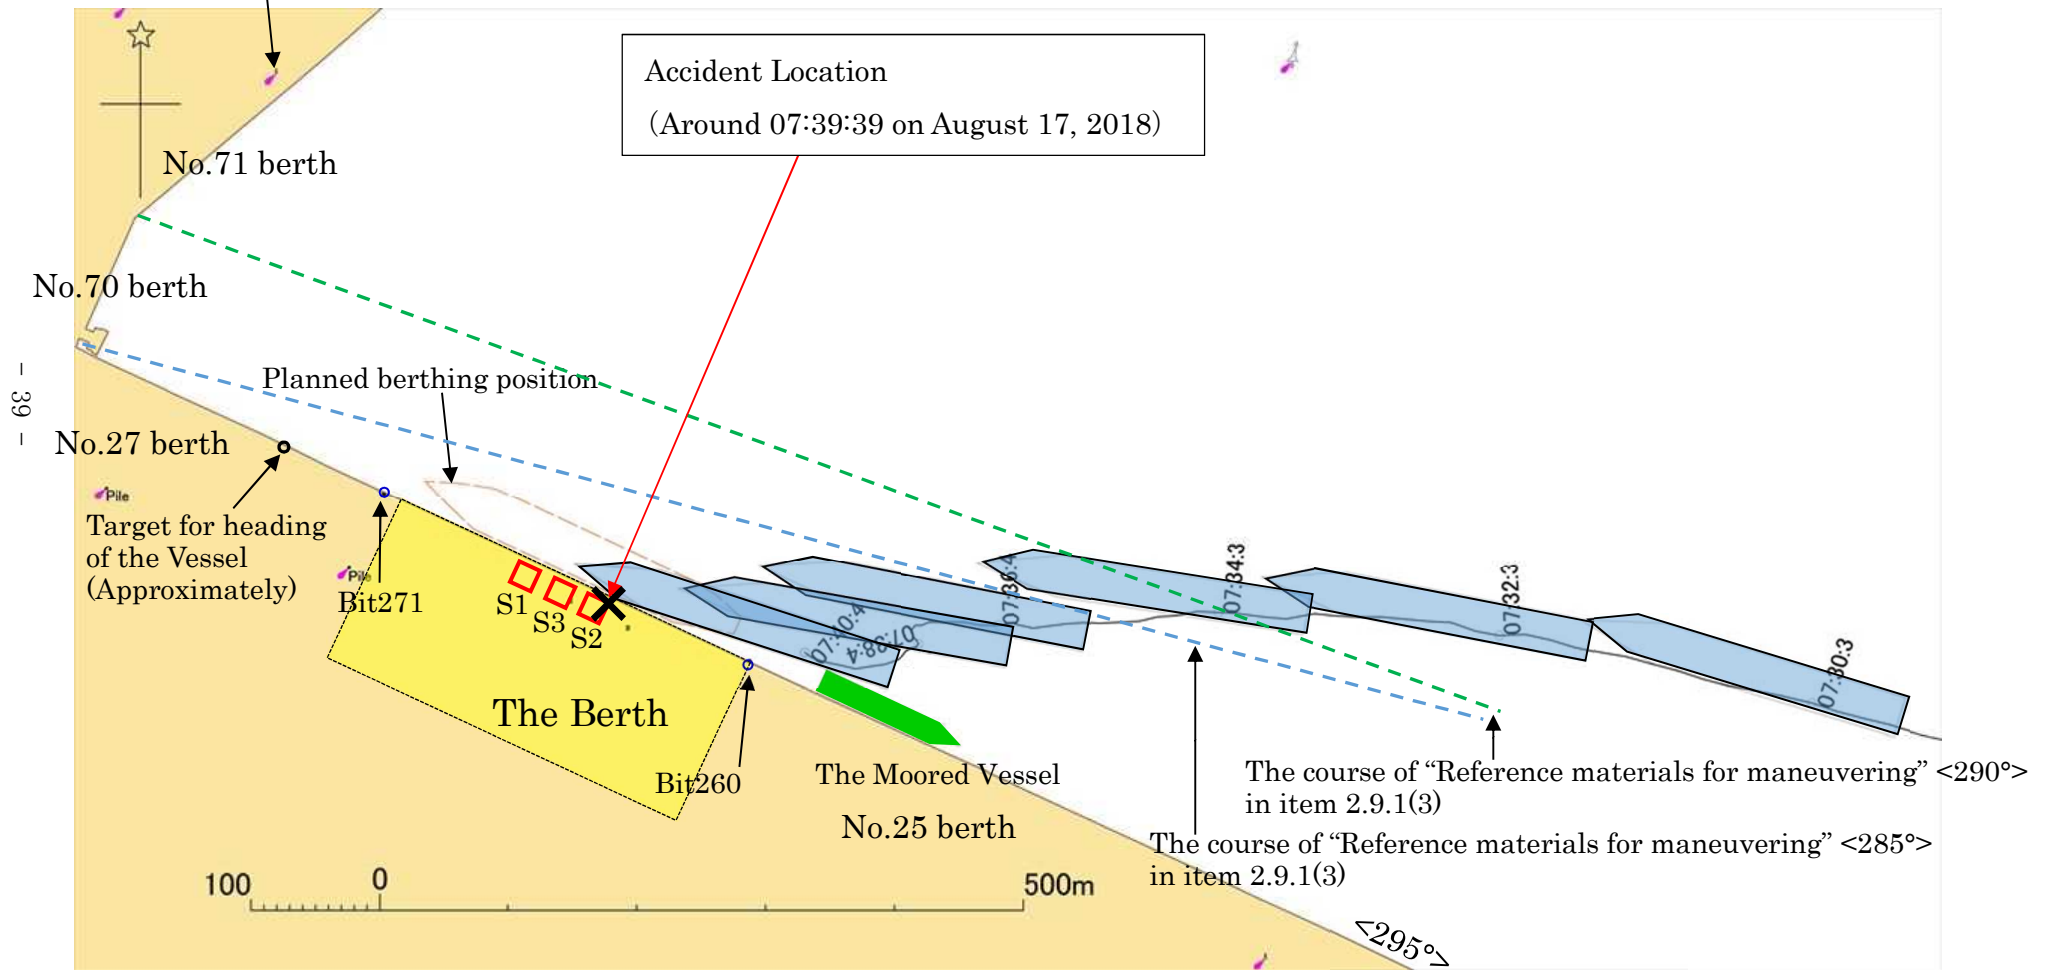 Accident Location
(Around 07:39:39 on August 17, 2018)
No.71 berth
No.70 berth
Planned berthing position
– 39 –
No.27 berth
Pile
Target for heading
of the Vessel
(Approximately)
Pile
Bit271
S1
S3
S2
07:40:4
07:38:4
07:36:4
07:34:3
07:32:3
07:30:3
The Berth
Bit260
The Moored Vessel
No.25 berth
The course of “Reference materials for maneuvering” <290°>
in item 2.9.1(3)
The course of “Reference materials for maneuvering” <285°>
in item 2.9.1(3)
100
0
500m
<295°>